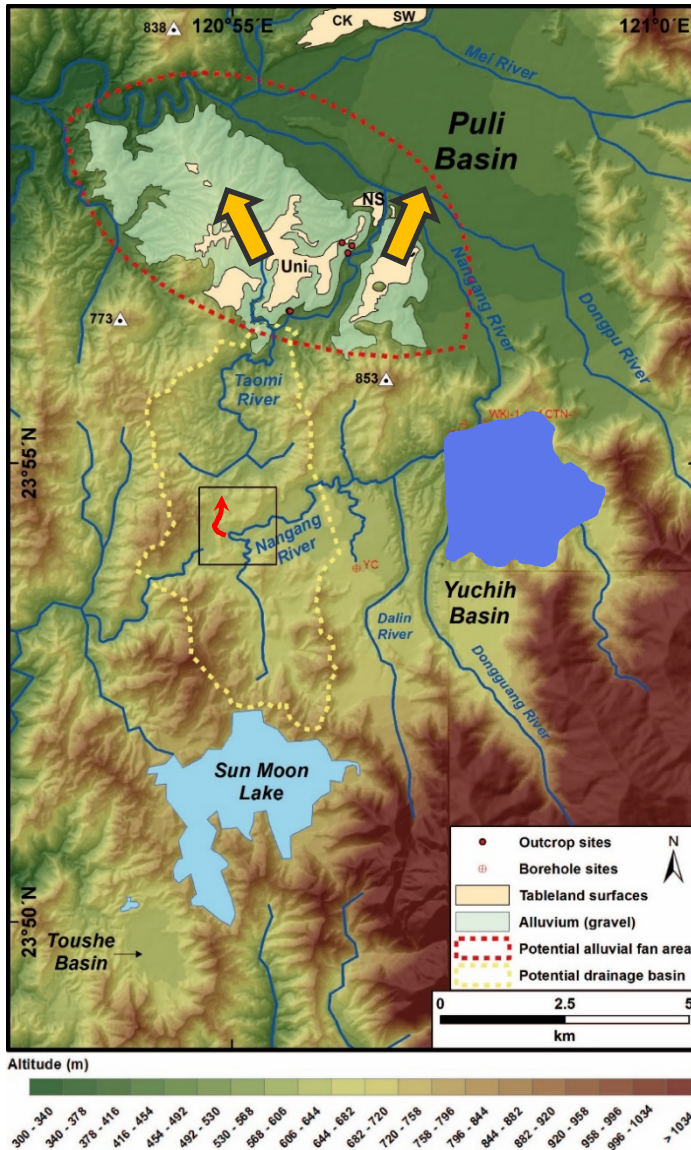 838
120°55´E
CK
SW
121°0´E
Mei River
Puli
Basin
NS
Uni.
Nangang
River
Dongpu River
773
853
Taomi
River
23°55´N
Nangang
River
YC
Yuchih
Basin
Dalin
River
Dongguang River
Sun Moon
Lake
23°50´N
Toushe
Basin
N
Outcrop sites
Borehole sites
Tableland surfaces
Alluvium (gravel)
Potential alluvial fan area
Potential drainage basin
0
2.5
5
km
Altitude (m)
300 - 340
340 - 378
378 - 416
416 - 454
454 - 492
492 - 530
530 - 568
568 - 606
606 - 644
644 - 682
682 - 720
720 - 758
758 - 796
796 - 844
844 - 882
882 - 920
920 - 958
958 - 996
996 - 1034